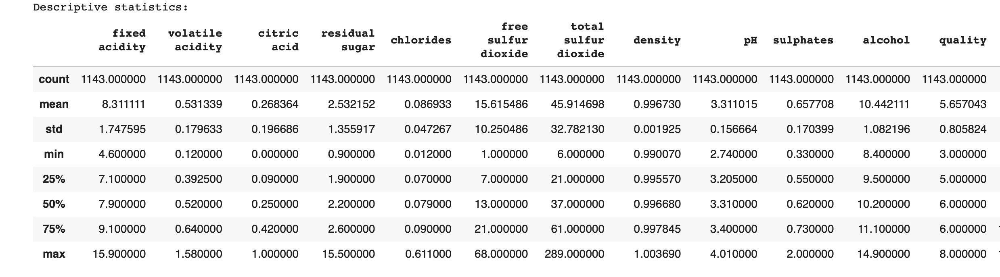 Descriptive statistics:
fixed acidity volatile acidity citric acid residual sugar chlorides free sulfur dioxide total sulfur dioxide density pH sulphates alcohol quality
count 1143.000000 1143.000000 1143.000000 1143.000000 1143.000000 1143.000000 1143.000000 1143.000000 1143.000000 1143.000000 1143.000000 1143.000000
mean 8.311111 0.531339 0.268364 2.532152 0.086933 15.615486 45.914698 0.996730 3.311015 0.657708 10.442111 5.657043
std 1.747595 0.179633 0.196686 1.355917 0.047267 10.250486 32.782130 0.001925 0.156664 0.170399 1.082196 0.805824
min 4.600000 0.120000 0.000000 0.900000 0.012000 1.000000 6.000000 0.990070 2.740000 0.330000 8.400000 3.000000
25% 7.100000 0.392500 0.090000 1.900000 0.070000 7.000000 21.000000 0.995570 3.205000 0.550000 9.500000 5.000000
50% 7.900000 0.520000 0.250000 2.200000 0.079000 13.000000 37.000000 0.996680 3.310000 0.620000 10.200000 6.000000
75% 9.100000 0.640000 0.420000 2.600000 0.090000 21.000000 61.000000 0.997845 3.400000 0.730000 11.100000 6.000000
max 15.900000 1.580000 1.000000 15.500000 0.611000 68.000000 289.000000 1.003690 4.010000 2.000000 14.900000 8.000000